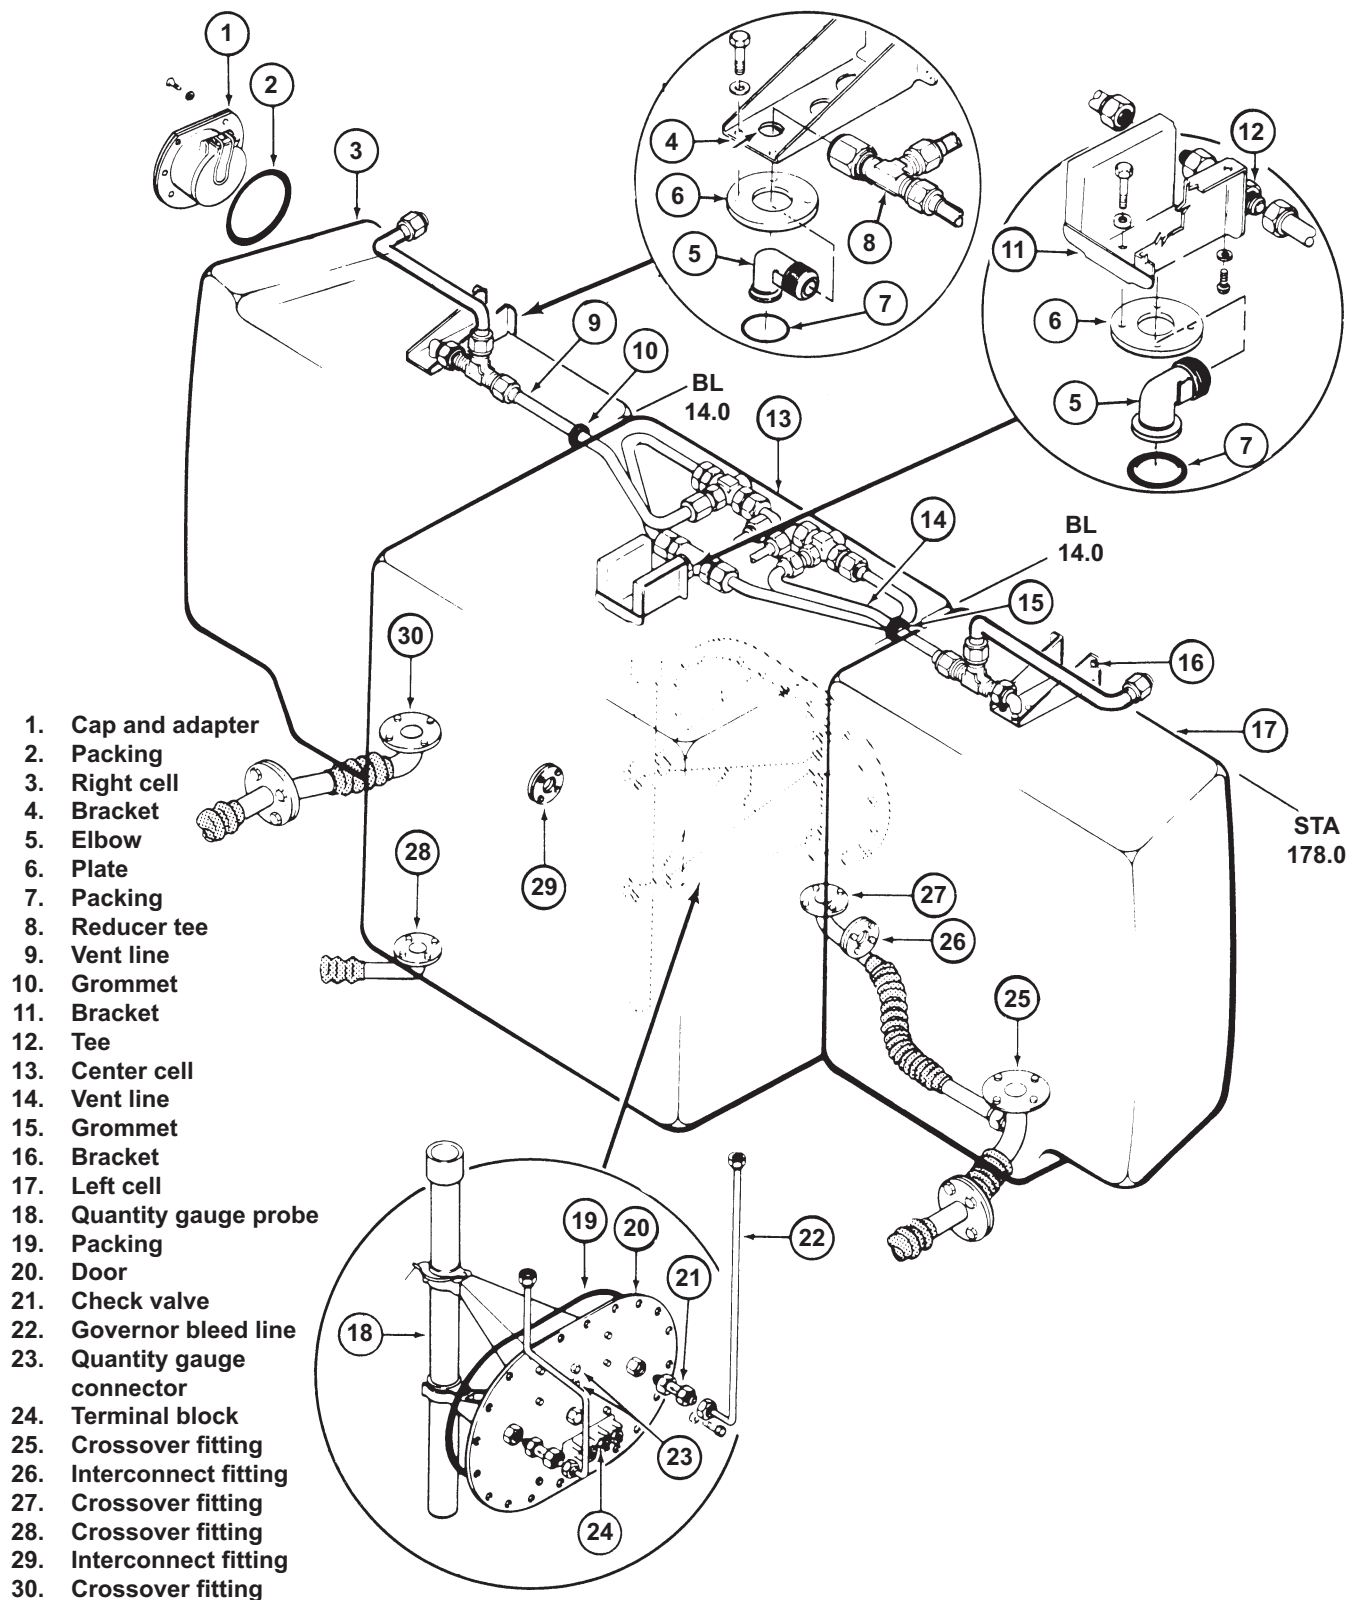 1
2
3
4
6
5
7
8
12
11
6
5
7
9
10
BL
14.0
13
14
BL
14.0
15
16
17
STA
178.0
30
29
28
27
26
25
18
19
20
21
22
23
24
1. Cap and adapter
2. Packing
3. Right cell
4. Bracket
5. Elbow
6. Plate
7. Packing
8. Reducer tee
9. Vent line
10. Grommet
11. Bracket
12. Tee
13. Center cell
14. Vent line
15. Grommet
16. Bracket
17. Left cell
18. Quantity gauge probe
19. Packing
20. Door
21. Check valve
22. Governor bleed line
23. Quantity gauge
connector
24. Terminal block
25. Crossover fitting
26. Interconnect fitting
27. Crossover fitting
28. Crossover fitting
29. Interconnect fitting
30. Crossover fitting